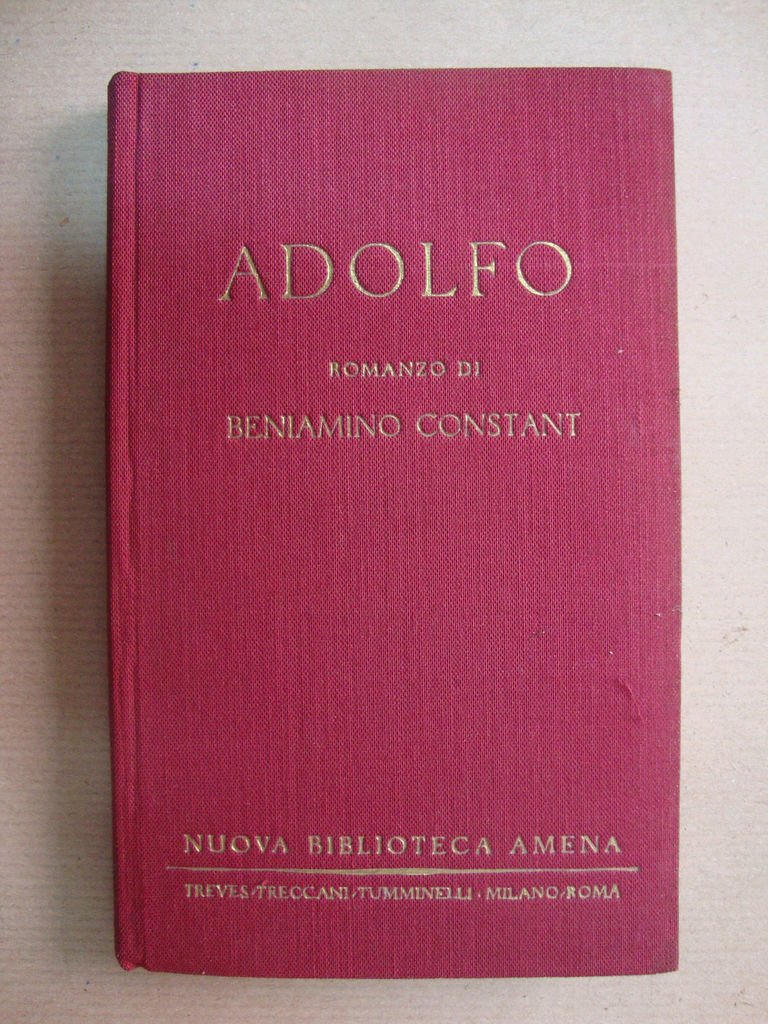 ADOLFO
ROMANZO DI
BENIAMINO CONSTANT
NUOVA BIBLIOTECA AMENA
TREVES-TRECCANI-TUMMINELLI · MILANO-ROMA